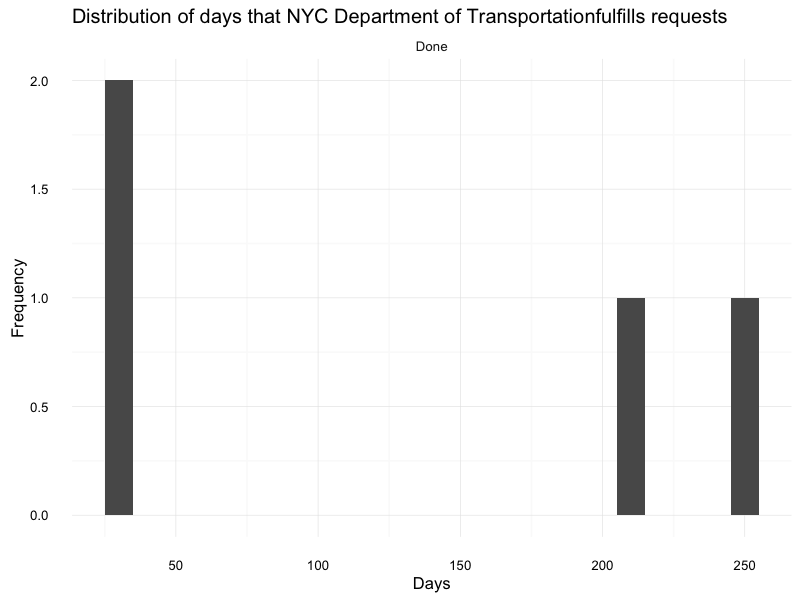 Distribution of days that NYC Department of Transportationfulfills requests
Done
2.0
1.5
1.0
0.5
0.0
Frequency
50 100 150 200 250
Days